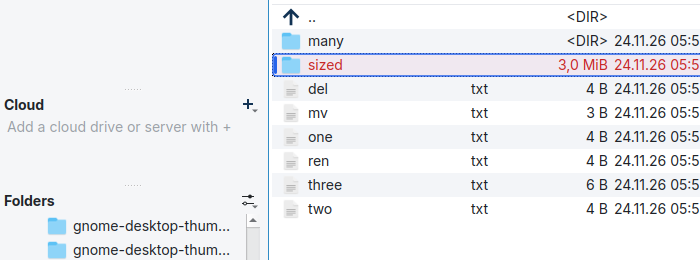 .. <DIR>
many <DIR> 24.11.26 05:5
sized 3,0 MiB 24.11.26 05:5
del txt 4 B 24.11.26 05:5
Cloud +
mv txt 3 B 24.11.26 05:5
Add a cloud drive or server with +
one txt 4 B 24.11.26 05:5
ren txt 4 B 24.11.26 05:5
three txt 6 B 24.11.26 05:5
Folders
two txt 4 B 24.11.26 05:5
gnome-desktop-thum...
gnome-desktop-thum...